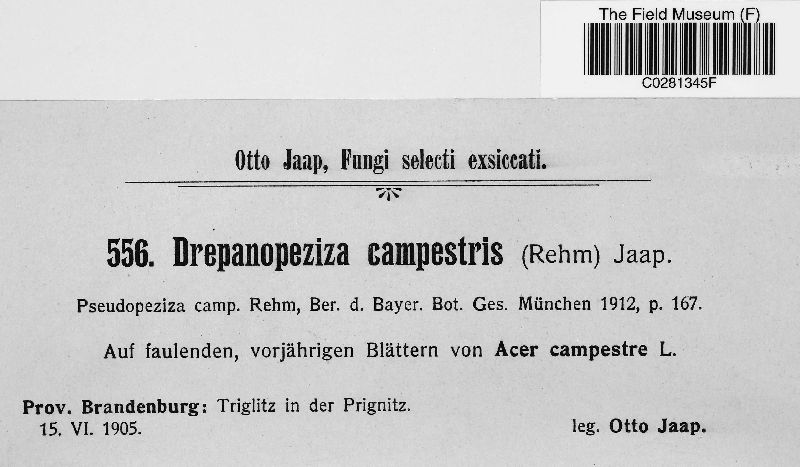 The Field Museum (F)
C0281345F
Otto Jaap, Fungi selecti exsiccati.
556. Drepanopeziza campestris (Rehm) Jaap.
Pseudopeziza camp. Rehm, Ber. d. Bayer. Bot. Ges. München 1912, p. 167.
Auf faulenden, vorjährigen Blättern von Acer campestre L.
Prov. Brandenburg: Triglitz in der Prignitz.
15. VI. 1905.
leg. Otto Jaap.